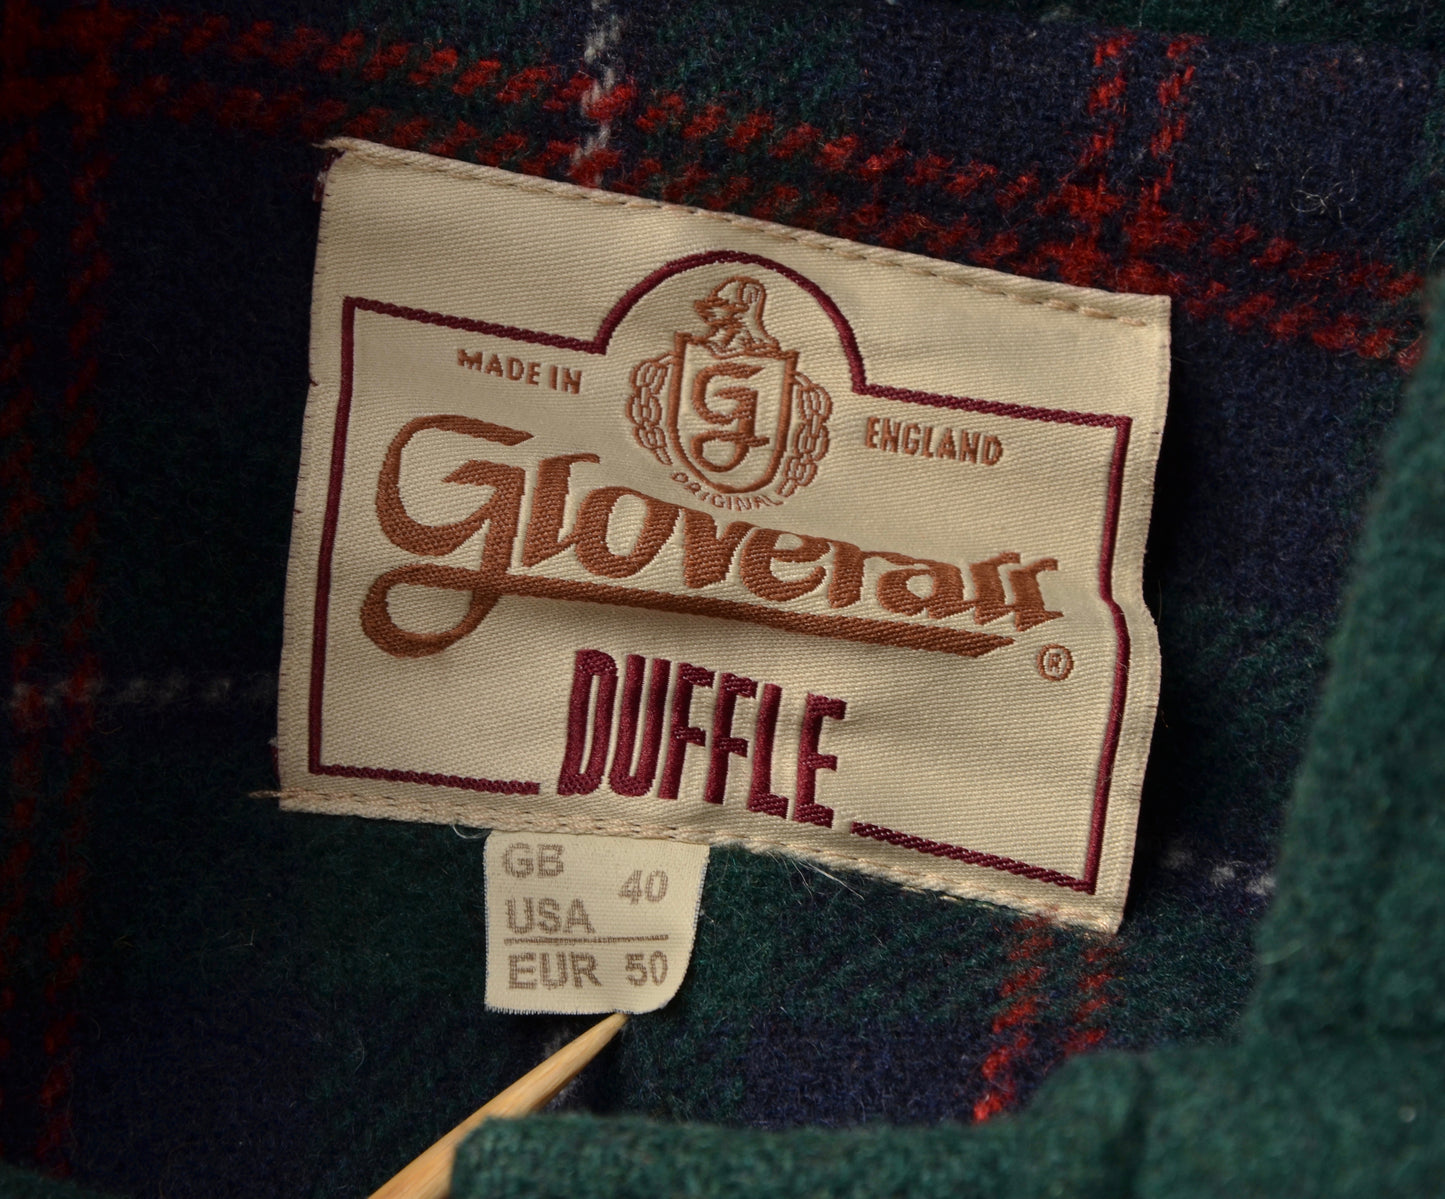 MADE IN
G
ENGLAND
ORIGINAL
Gloverall
®
DUFFLE
GB
USA
40
EUR 50